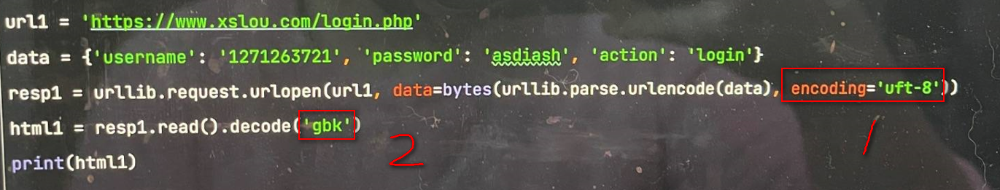 url1 = 'https://www.xslou.com/login.php'
data = {'username': '1271263721', 'password': 'asdiash', 'action': 'login'}
resp1 = urllib.request.urlopen(url1, data=bytes(urllib.parse.urlencode(data), encoding='uft-8'))
1
html1 = resp1.read().decode('gbk')
2
print(html1)